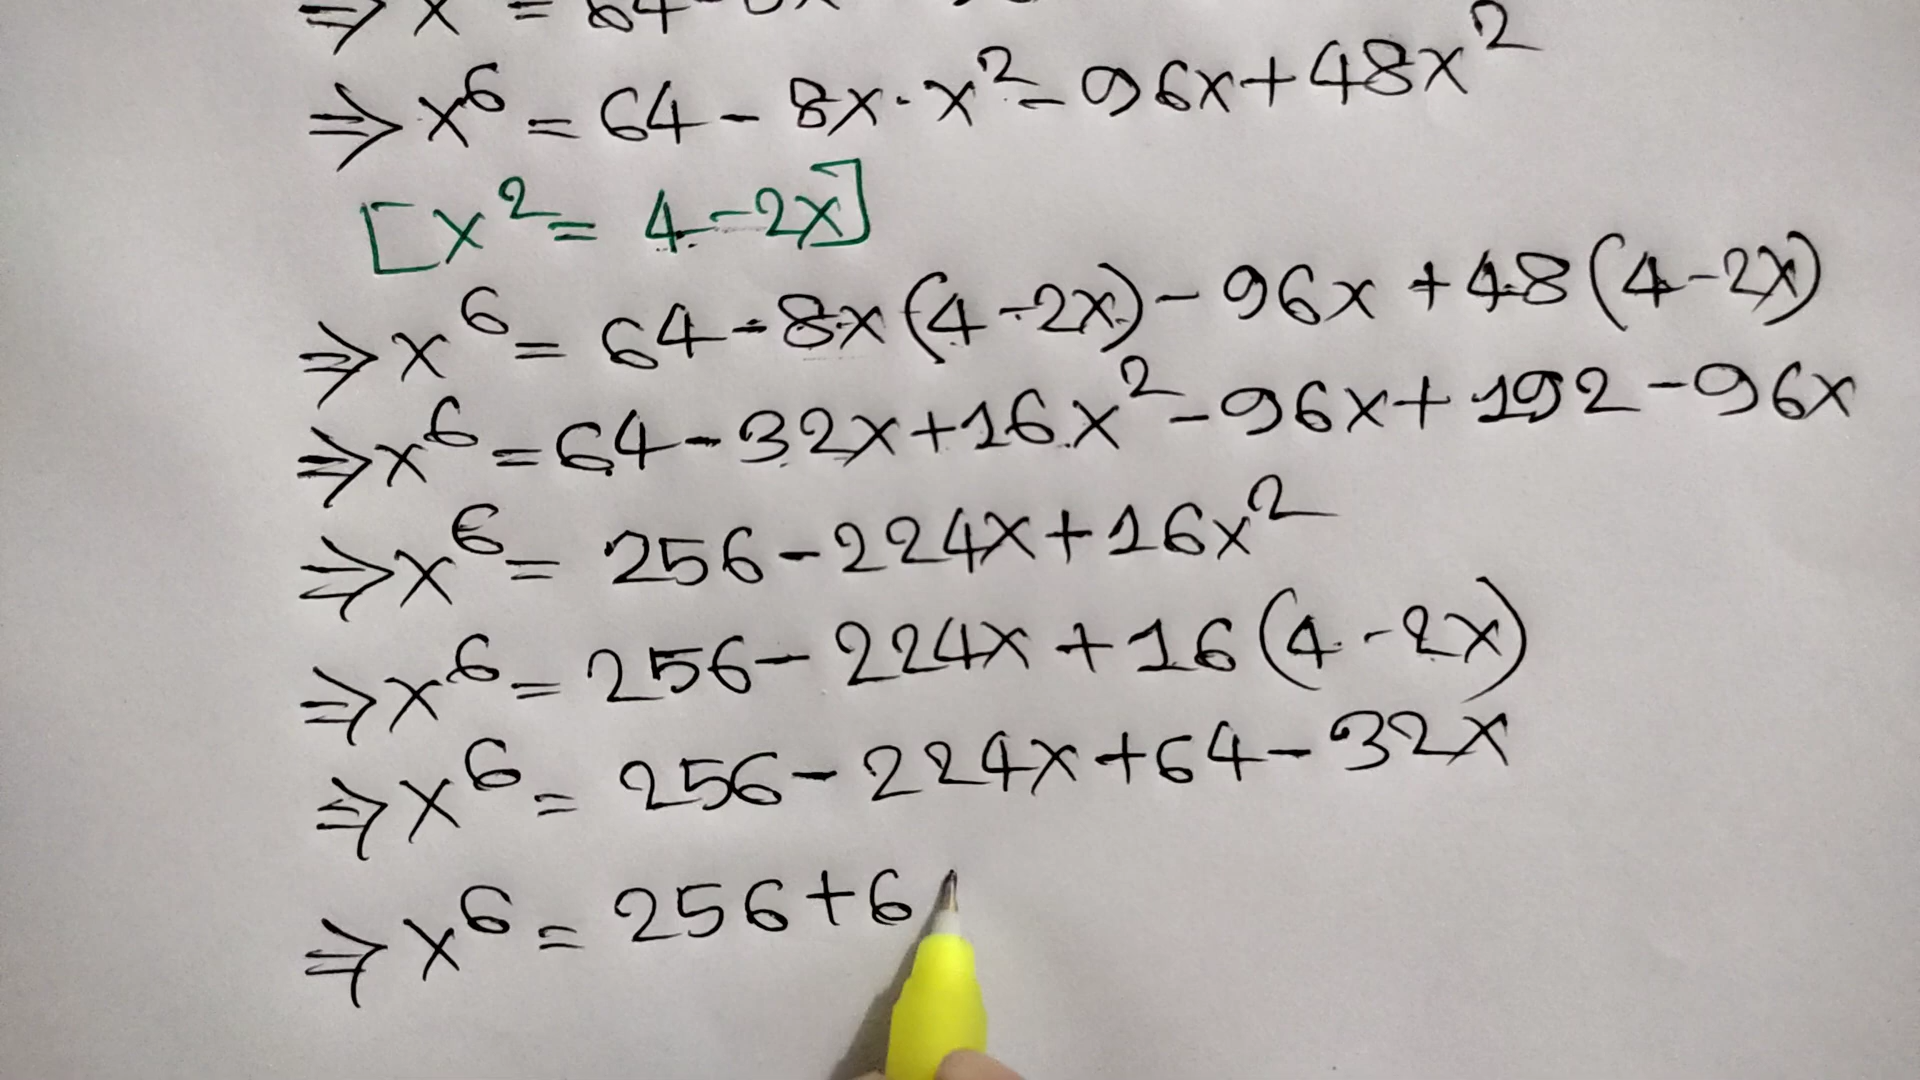 ⇒x⁶ = 64 - 8x·x² - 96x + 48x²
[x² = 4-2x]
⇒x⁶ = 64 - 8x(4-2x) - 96x + 48(4-2x)
⇒x⁶ = 64 - 32x + 16x² - 96x + 192 - 96x
⇒x⁶ = 256 - 224x + 16x²
⇒x⁶ = 256 - 224x + 16(4-2x)
⇒x⁶ = 256 - 224x + 64 - 32x
⇒x⁶ = 256 + 6